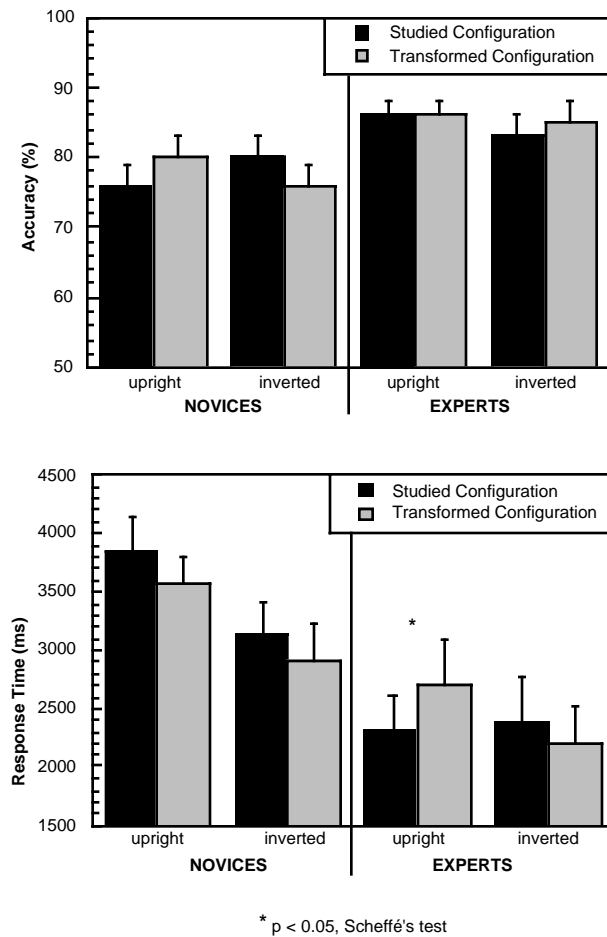 100
90
80
70
60
50
Accuracy (%)
Studied Configuration
Transformed Configuration
upright inverted upright inverted
NOVICES EXPERTS
4500
4000
3500
3000
2500
2000
1500
Response Time (ms)
Studied Configuration
Transformed Configuration
*
upright inverted upright inverted
NOVICES EXPERTS
* p < 0.05, Scheffé's test